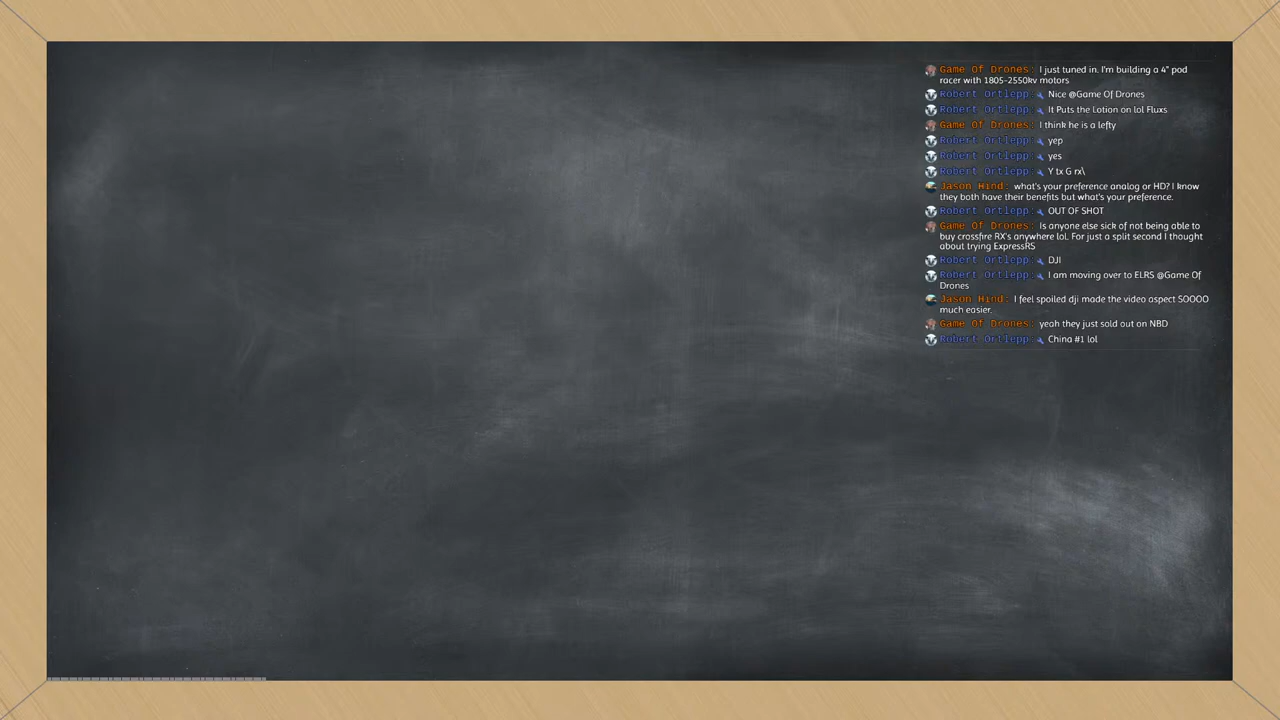 Game Of Drones: I just tuned in. I'm building a 4" pod
racer with 1805-2550kv motors
Robert Ortlepp: Nice @Game Of Drones
Robert Ortlepp: It Puts the Lotion on lol Fluxs
Game Of Drones: I think he is a lefty
Robert Ortlepp: yep
Robert Ortlepp: yes
Robert Ortlepp: Y tx G rx\
Jason Hind: what's your preference analog or HD? I know
they both have their benefits but what's your preference.
Robert Ortlepp: OUT OF SHOT
Game Of Drones: Is anyone else sick of not being able to
buy crossfire RX's anywhere lol. For just a split second I thought
about trying ExpressRS
Robert Ortlepp: DJI
Robert Ortlepp: I am moving over to ELRS @Game Of
Drones
Jason Hind: I feel spoiled dji made the video aspect SOOOO
much easier.
Game Of Drones: yeah they just sold out on NBD
Robert Ortlepp: China #1 lol